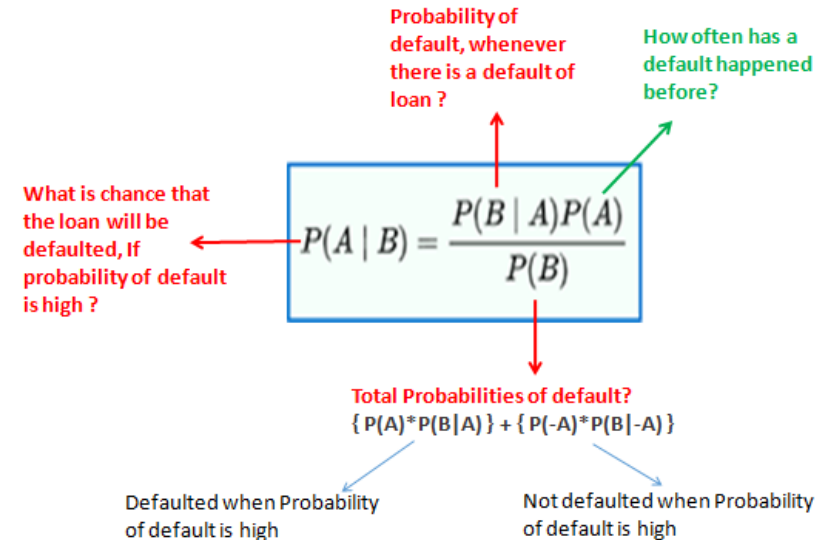 Probability of
default, whenever
there is a default of
loan ?
How often has a
default happened
before?
What is chance that
the loan will be
defaulted, If
probability of default
is high ?
P(A | B) = P(B | A)P(A) / P(B)
Total Probabilities of default?
{ P(A)*P(B|A) } + { P(-A)*P(B|-A) }
Defaulted when Probability
of default is high
Not defaulted when Probability
of default is high